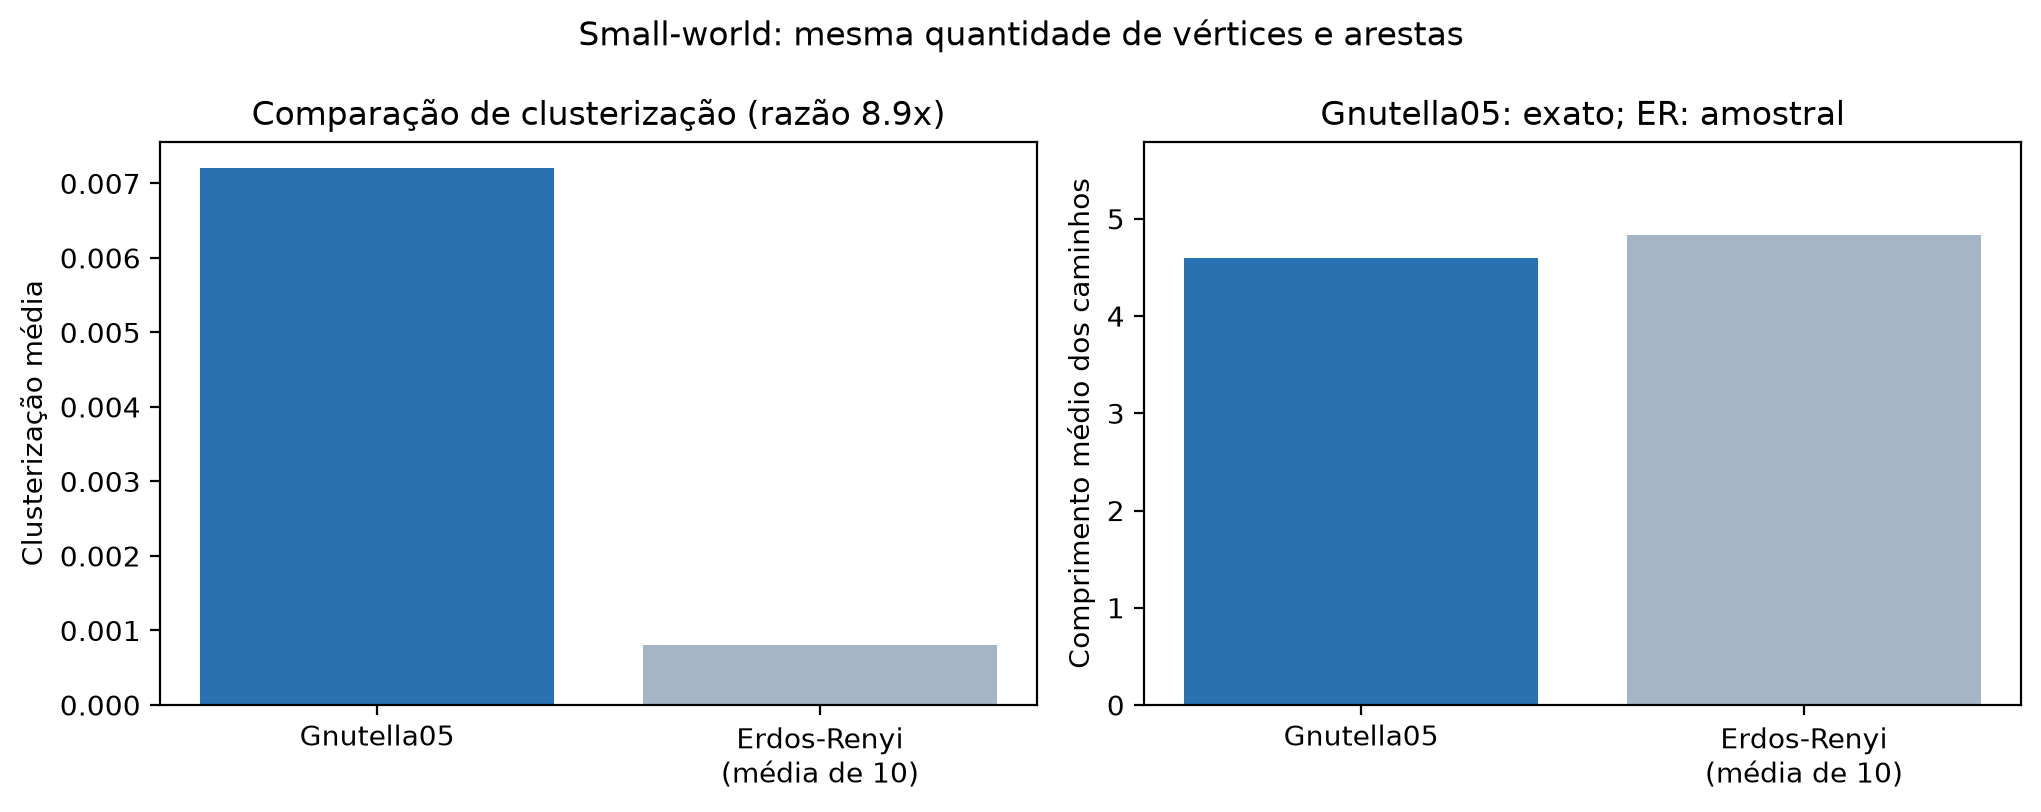 Small-world: mesma quantidade de vértices e arestas
Comparação de clusterização (razão 8.9x)
Clusterização média
0.007
0.006
0.005
0.004
0.003
0.002
0.001
0.000
Gnutella05
Erdos-Renyi
(média de 10)
Gnutella05: exato; ER: amostral
Comprimento médio dos caminhos
5
4
3
2
1
0
Gnutella05
Erdos-Renyi
(média de 10)